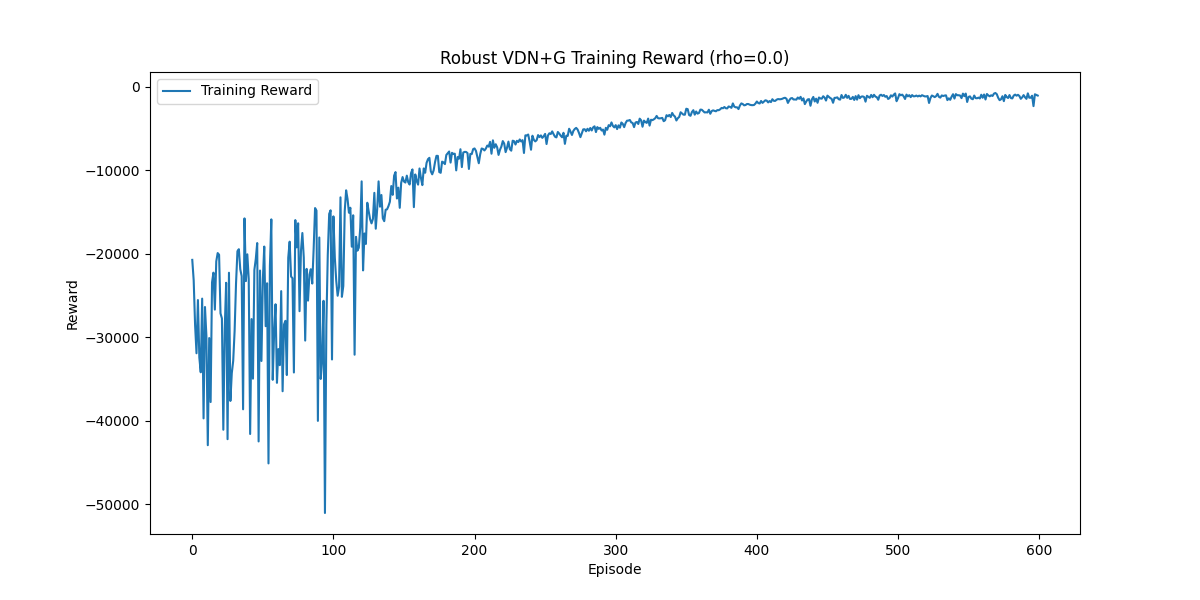 Robust VDN+G Training Reward (rho=0.0)
Training Reward
0
−10000
−20000
−30000
−40000
−50000
Reward
0 100 200 300 400 500 600
Episode